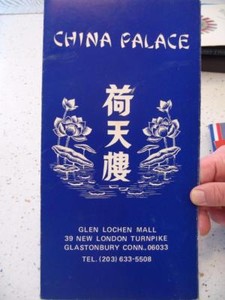 CHINA PALACE
荷
天
樓
GLEN LOCHEN MALL
39 NEW LONDON TURNPIKE
GLASTONBURY CONN. 06033
TEL. (203) 633-5508